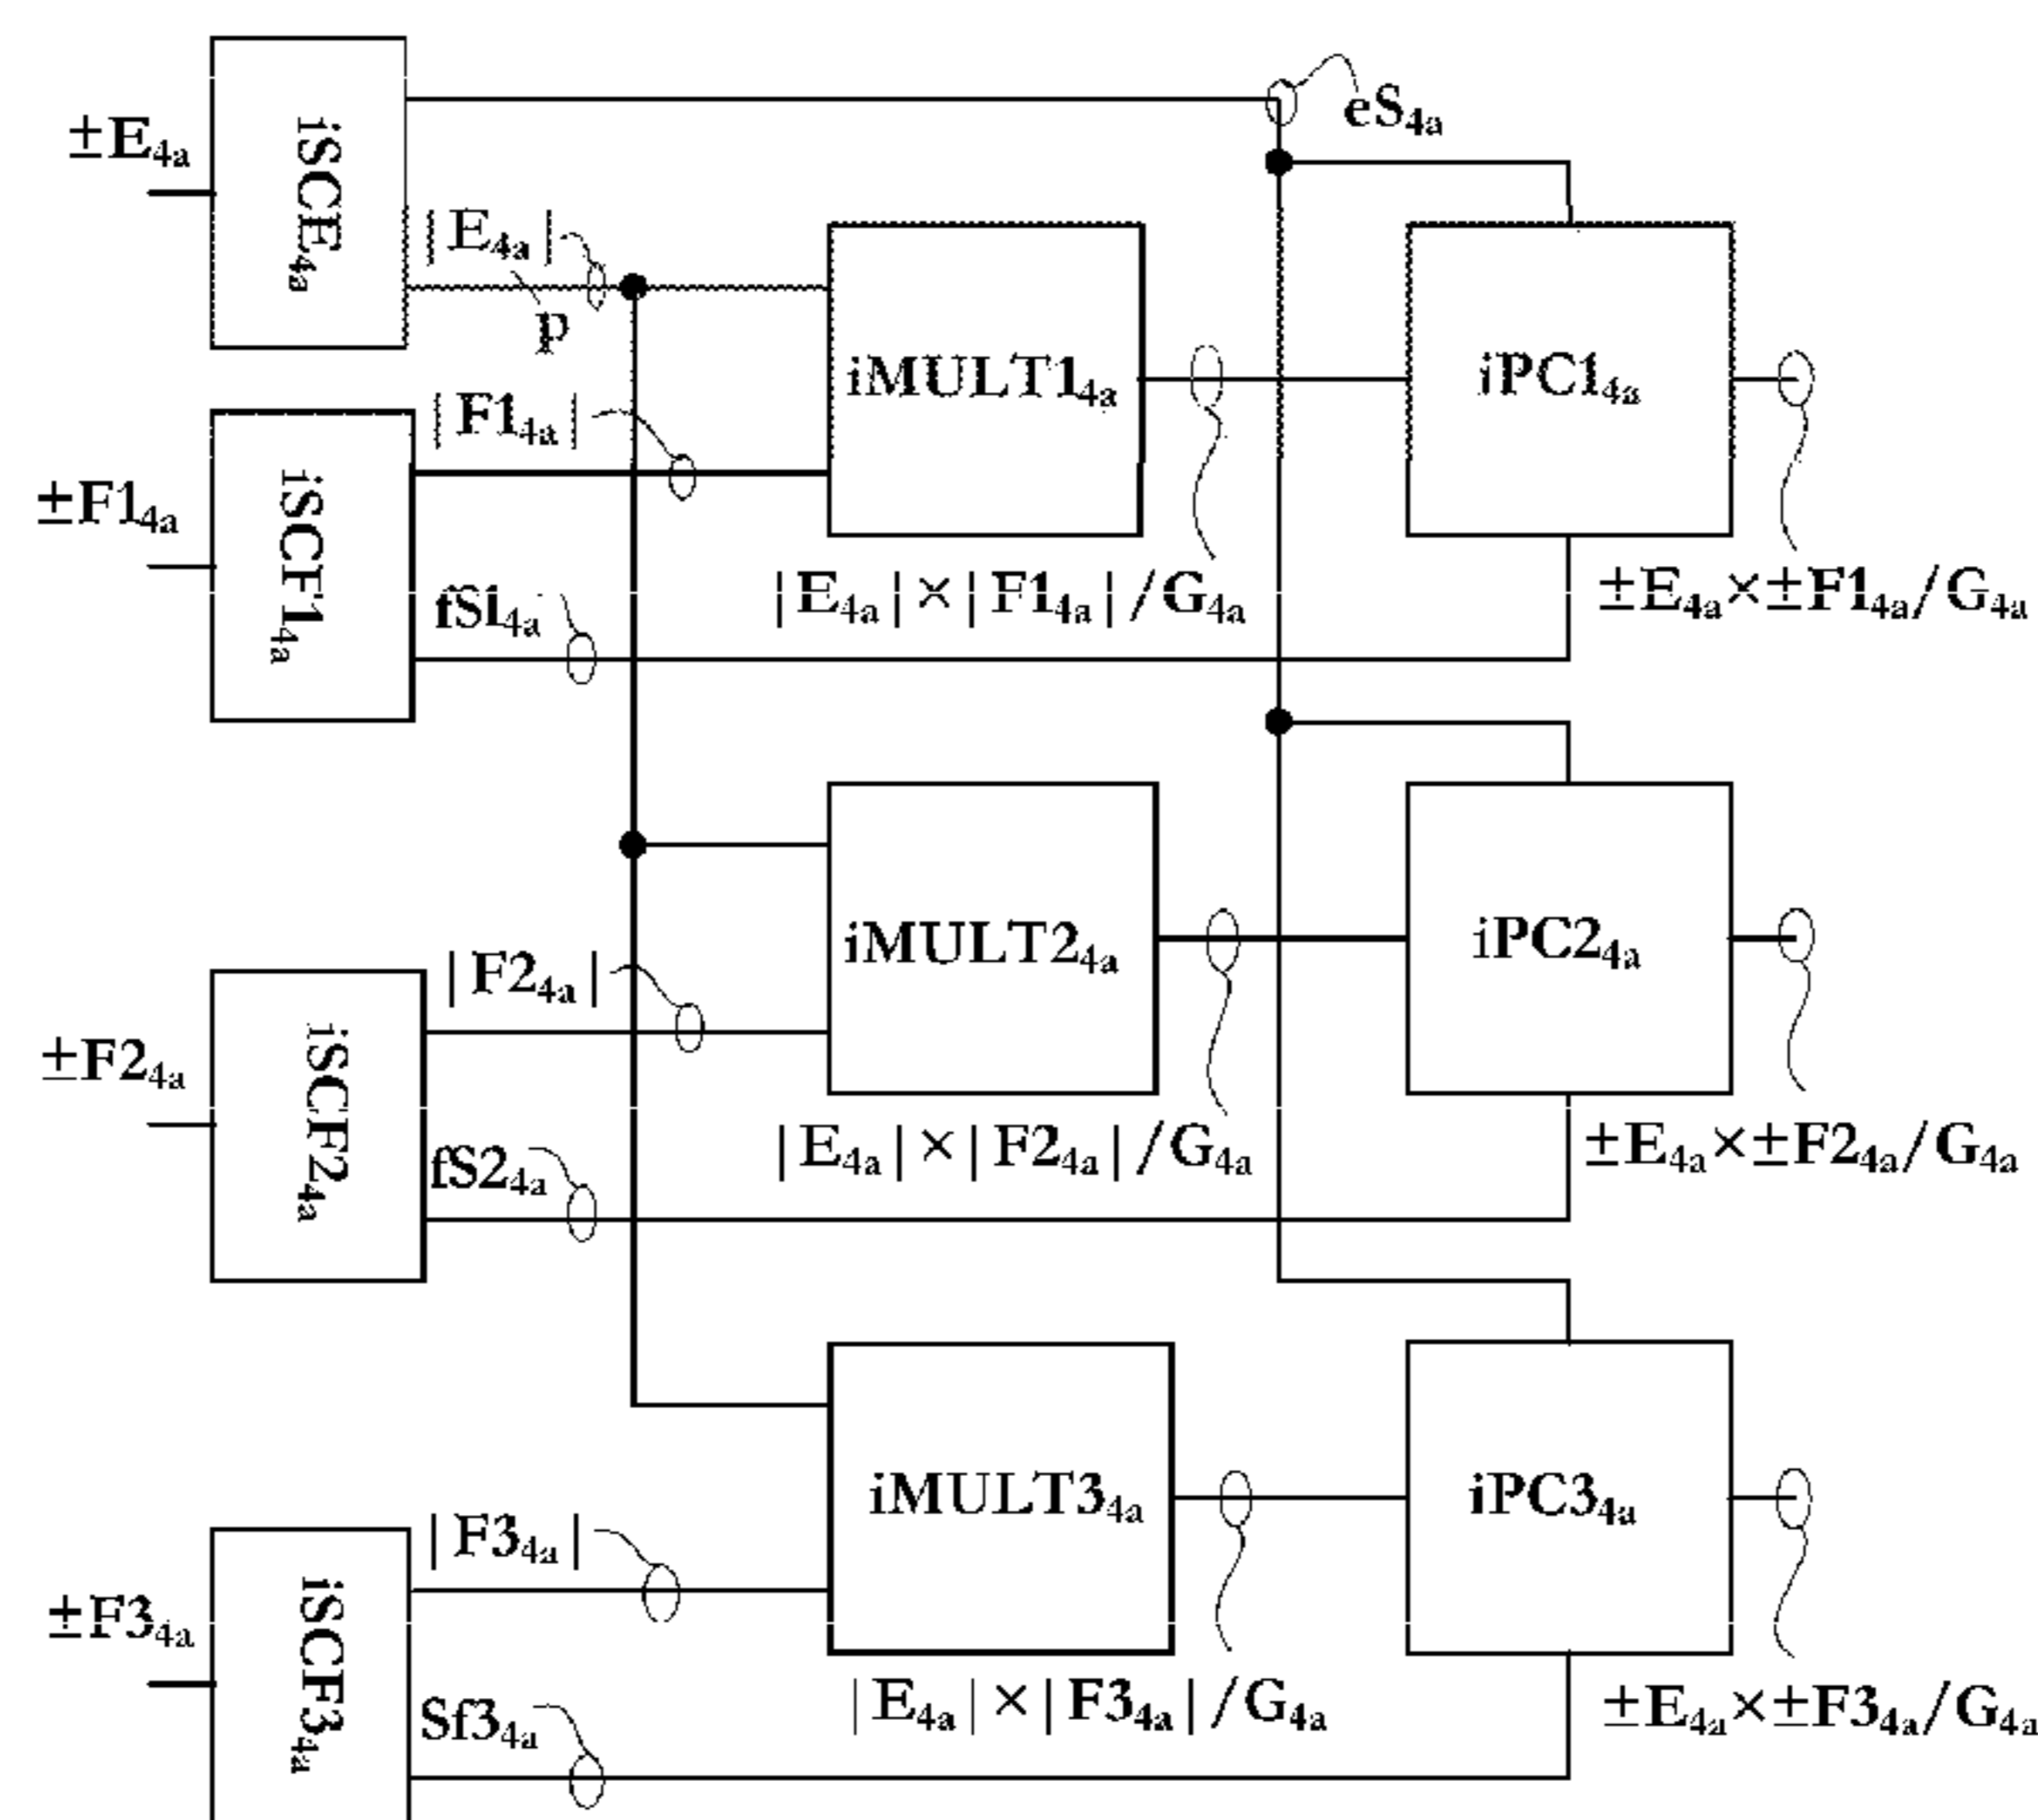 ±E4a
iSCE4a
eS4a
|E4a|
p
iMULT14a
iPC14a
|F14a|
±F14a
iSCF14a
fS14a
|E4a|×|F14a|/G4a
±E4a×±F14a/G4a
iMULT24a
iPC24a
|F24a|
±F24a
iSCF24a
fS24a
|E4a|×|F24a|/G4a
±E4a×±F24a/G4a
iMULT34a
iPC34a
|F34a|
±F34a
iSCF34a
Sf34a
|E4a|×|F34a|/G4a
±E4a×±F34a/G4a